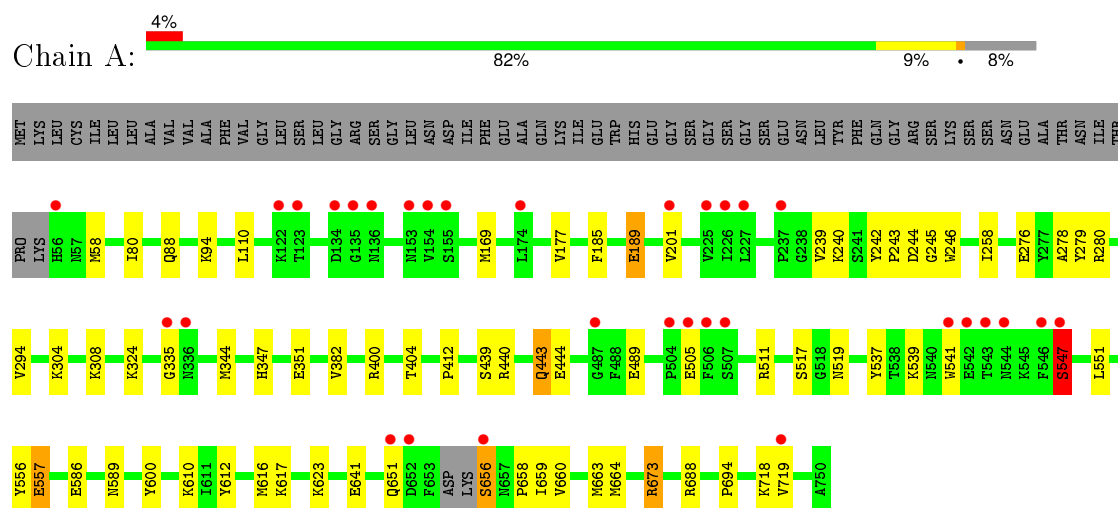 4%
Chain A:
82%
9%
•
8%
MET LYS LEU CYS ILE LEU LEU ALA VAL VAL ALA PHE VAL GLY LEU SER LEU GLY ARG SER GLY LEU ASN ASP ILE PHE GLU ALA GLN LYS ILE GLU TRP HIS GLU GLY SER GLY SER GLY SER GLU ASN LEU TYR PHE GLN GLY ARG SER LYS SER SER ASN GLU ALA THR ASN ILE TR
PRO LYS H56 N57 M58 I80 Q88 K94 L110 K122 T123 D134 G135 N136 N153 V154 S155 M169 L174 V177 F185 E189 V201 V225 I226 L227 P237 G238 V239 K240 S241 Y242 P243 D244 G245 W246 I258 E276 Y277 A278 Y279 R280
V294 K304 K308 K324 G335 N336 M344 H347 E351 V382 R400 T404 P412 S439 R440 Q443 E444 G487 F488 E489 P504 E505 F506 S507 R511 S517 G518 N519 Y537 T538 K539 N540 W541 E542 T543 N544 K545 F546 S547 L551
Y556 E557 E586 N589 Y600 K610 I611 Y612 M616 K617 K623 E641 Q651 D652 F653 ASP LYS S656 N657 P658 I659 V660 M663 M664 R673 R688 P694 K718 V719 A750